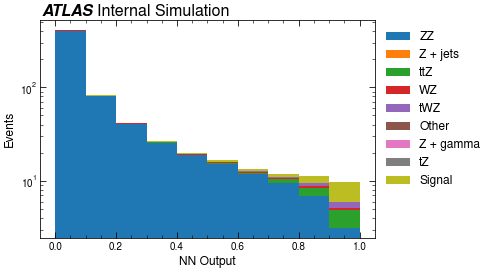 ATLAS Internal Simulation
Events
10²
10¹
0.0 0.2 0.4 0.6 0.8 1.0
NN Output
ZZ
Z + jets
ttZ
WZ
tWZ
Other
Z + gamma
tZ
Signal